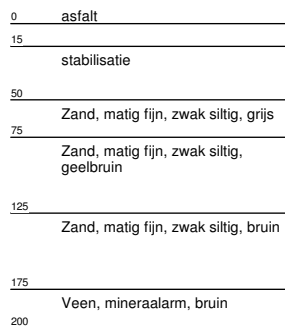 0 asfalt
15
stabilisatie
50
Zand, matig fijn, zwak siltig, grijs
75
Zand, matig fijn, zwak siltig,
geelbruin
125
Zand, matig fijn, zwak siltig, bruin
175
Veen, mineraalarm, bruin
200